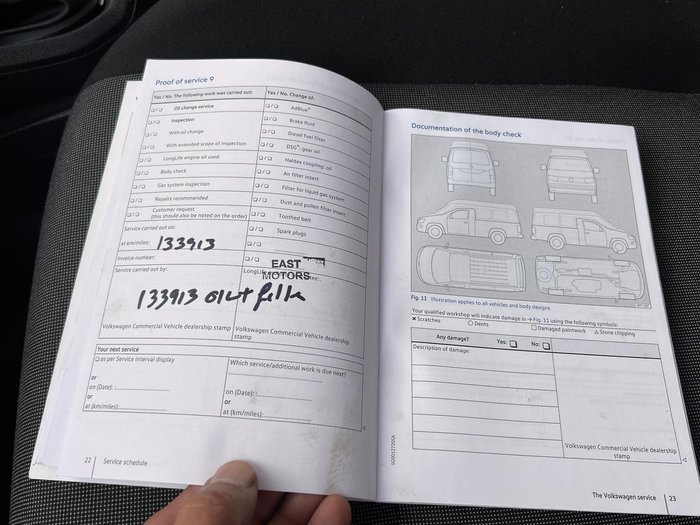 Proof of service 9
Yes / No. The following work was carried out:
Yes / No. Change of:
Oil change service
AdBlue®
Inspection
Brake fluid
With oil change
Diesel fuel filter
With extended scope of inspection
DSG®; gear oil
LongLife engine oil used
Haldex coupling; oil
Body check
Air filter insert
Gas system inspection
Filter for liquid gas system
Repairs recommended
Dust and pollen filter insert
Customer request
(this should also be noted on the order)
Toothed belt
Service carried out on:
Spark plugs
at km/miles: 133913
Invoice number:
Service carried out by:
LongLife
EAST
MOTORS
133913 oil+
Volkswagen Commercial Vehicle dealership stamp
Volkswagen Commercial Vehicle dealership
stamp
Your next service
as per Service interval display
Which service/additional work is due next?
or
on (Date):
on (Date):
or
or
at (km/miles):
at (km/miles):
22 Service schedule
Documentation of the body check
Fig. 11 Illustration applies to all vehicles and body designs
Your qualified workshop will indicate damage in → Fig. 11 using the following symbols:
× Scratches
Dents
Damaged paintwork
△ Stone chipping
Any damage? Yes: No:
Description of damage:
Volkswagen Commercial Vehicle dealership
stamp.
The Volkswagen service 23